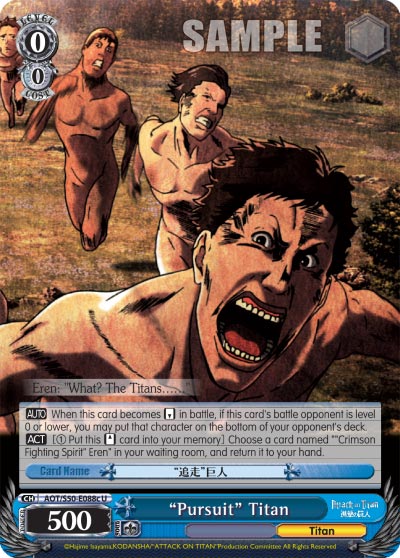 LEVEL
0
0
COST
SAMPLE
Eren: "What? The Titans……"
AUTO When this card becomes in battle, if this card's battle opponent is level
0 or lower, you may put that character on the bottom of your opponent's deck.
ACT [① Put this card into your memory] Choose a card named ""Crimson
Fighting Spirit" Eren" in your waiting room, and return it to your hand.
Card Name
“追走”巨人
CH AOT/S50-E088c U
500
“Pursuit” Titan
Attack on Titan
進撃の巨人
Titan
©Hajime Isayama,KODANSHA/"ATTACK ON TITAN"Production Committee All Rights Reserved